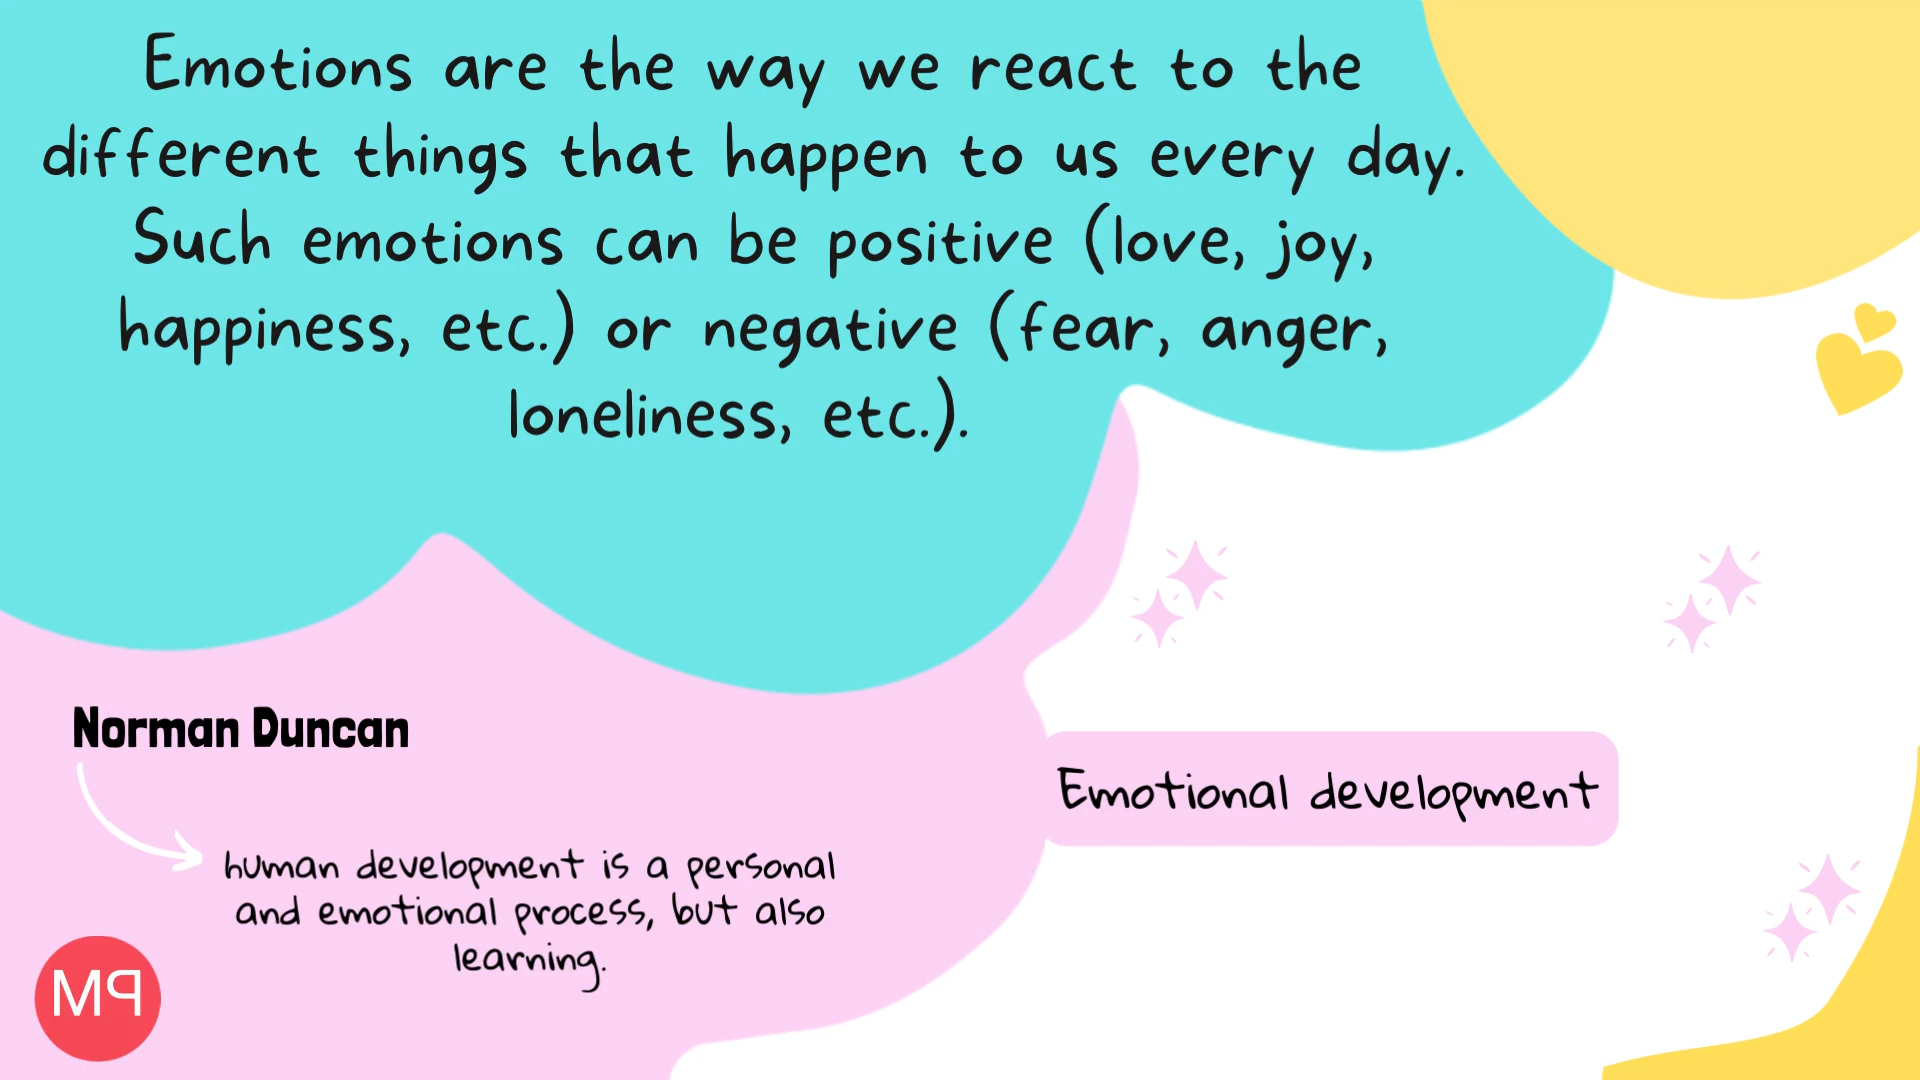 Emotions are the way we react to the
different things that happen to us every day.
Such emotions can be positive (love, joy,
happiness, etc.) or negative (fear, anger,
loneliness, etc.).
Norman Duncan
human development is a personal
and emotional process, but also
learning.
Emotional development
MP